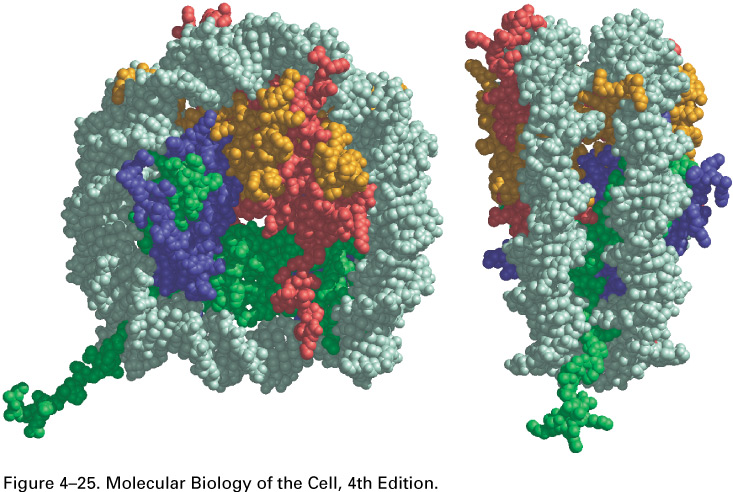 Figure 4–25. Molecular Biology of the Cell, 4th Edition.